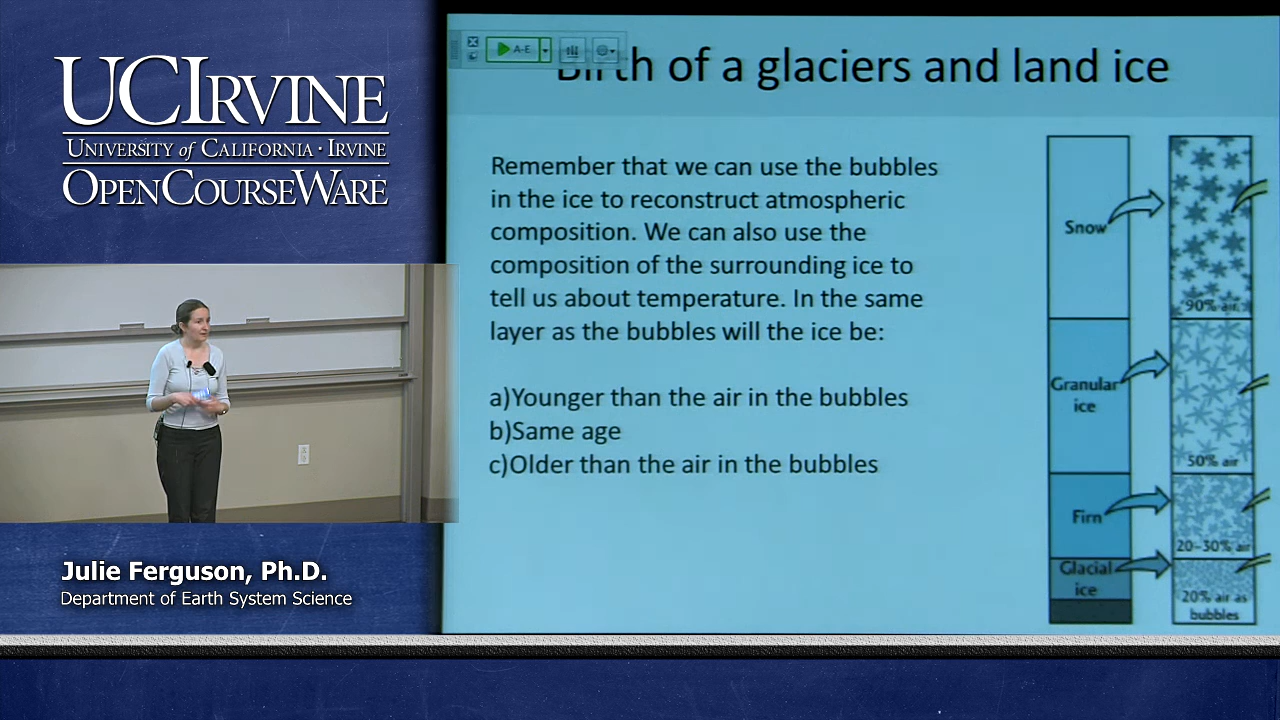 UCIRVINE
UNIVERSITY of CALIFORNIA · IRVINE
OPENCOURSEWARE
Julie Ferguson, Ph.D.
Department of Earth System Science
A-E
Birth of a glaciers and land ice
Remember that we can use the bubbles
in the ice to reconstruct atmospheric
composition. We can also use the
composition of the surrounding ice to
tell us about temperature. In the same
layer as the bubbles will the ice be:
a)Younger than the air in the bubbles
b)Same age
c)Older than the air in the bubbles
Snow
90% air
Granular
ice
50% air
Firn
20-30% air
Glacial
ice
20% air as
bubbles